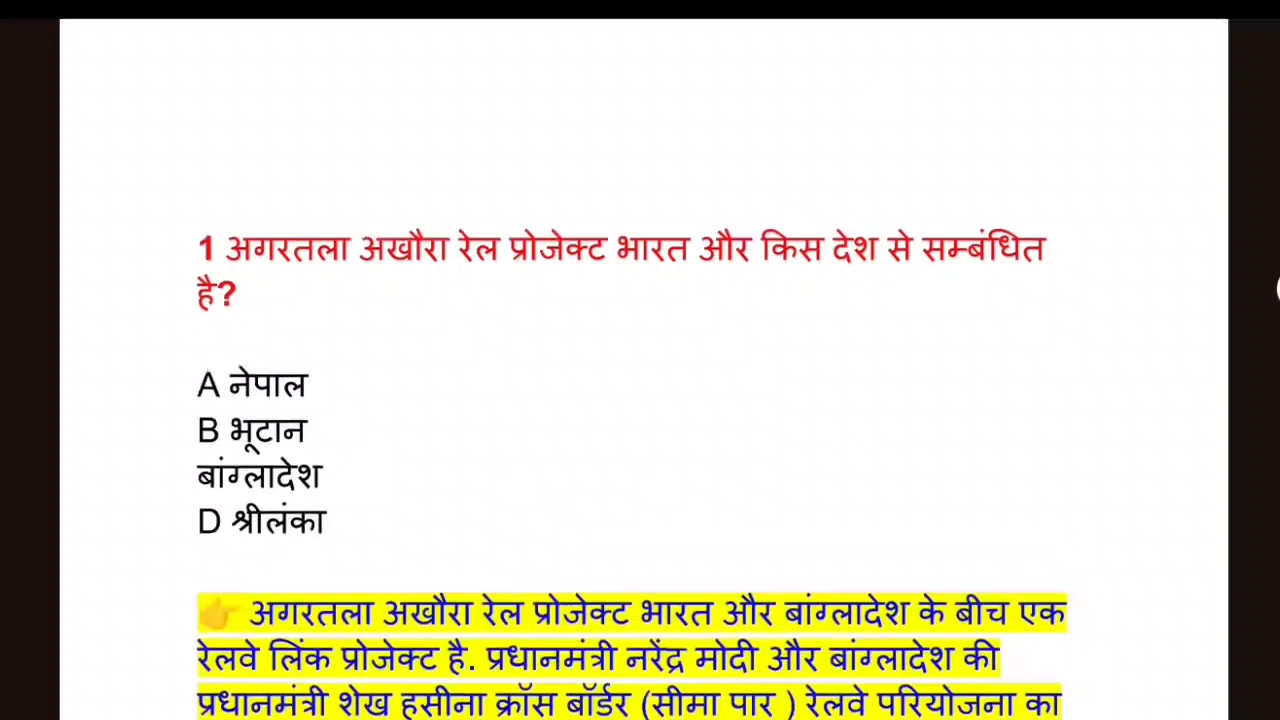 1 अगरतला अखौरा रेल प्रोजेक्ट भारत और किस देश से सम्बंधित
है?
A नेपाल
B भूटान
बांग्लादेश
D श्रीलंका
👉 अगरतला अखौरा रेल प्रोजेक्ट भारत और बांग्लादेश के बीच एक
रेलवे लिंक प्रोजेक्ट है. प्रधानमंत्री नरेंद्र मोदी और बांग्लादेश की
प्रधानमंत्री शेख हसीना क्रॉस बॉर्डर (सीमा पार ) रेलवे परियोजना का